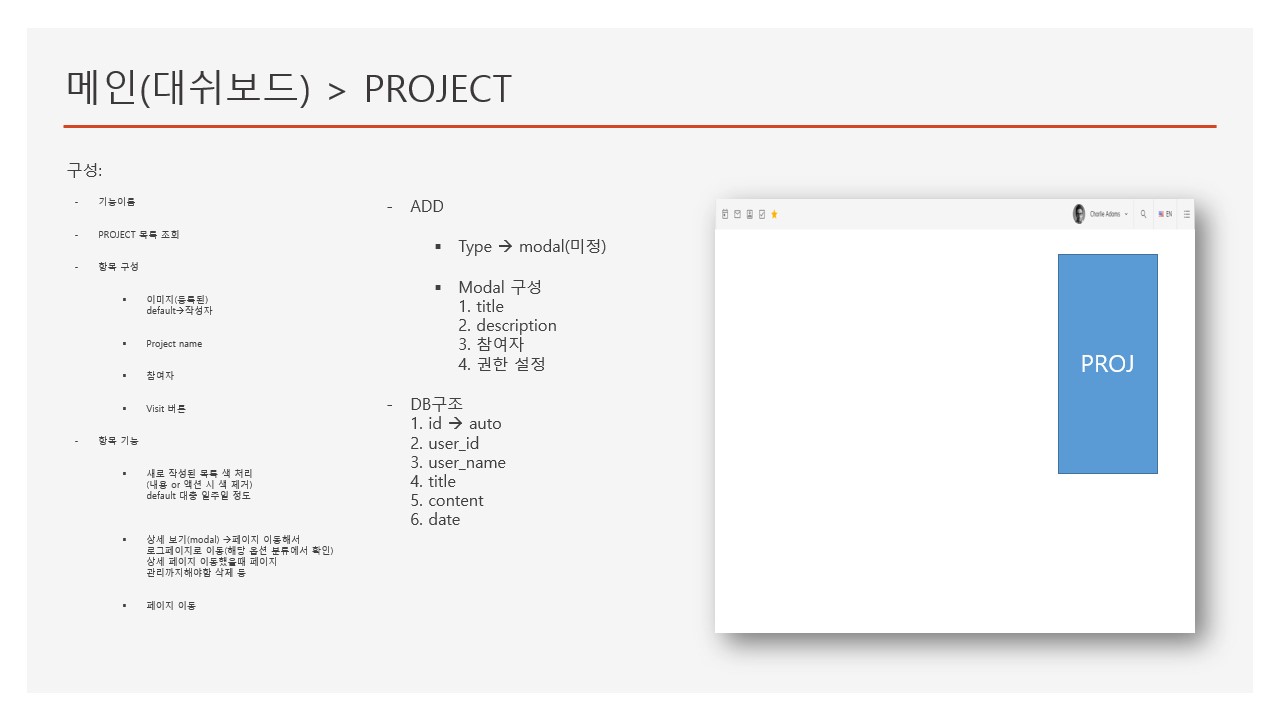 메인(대쉬보드) > PROJECT
구성:
- 기능이름
- PROJECT 목록 조회
- 항목 구성
▪ 이미지(등록된)
default→작성자
▪ Project name
▪ 참여자
▪ Visit 버튼
- 항목 기능
▪ 새로 작성된 목록 색 처리
(내용 or 액션 시 색 제거)
default 대충 일주일 정도
▪ 상세 보기(modal) →페이지 이동해서
로그페이지로 이동(해당 옵션 분류에서 확인)
상세 페이지 이동했을때 페이지
관리까지해야함 삭제 등
▪ 페이지 이동
- ADD
▪ Type → modal(미정)
▪ Modal 구성
1. title
2. description
3. 참여자
4. 권한 설정
- DB구조
1. id → auto
2. user_id
3. user_name
4. title
5. content
6. date
Charlie Adams
EN
PROJ